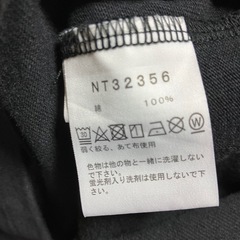 NT32356
綿 100%
弱く絞る、あて布使用
色物は他の物と一緒に洗濯しない
で下さい。
蛍光剤入り洗剤は使用しないで
下さい。